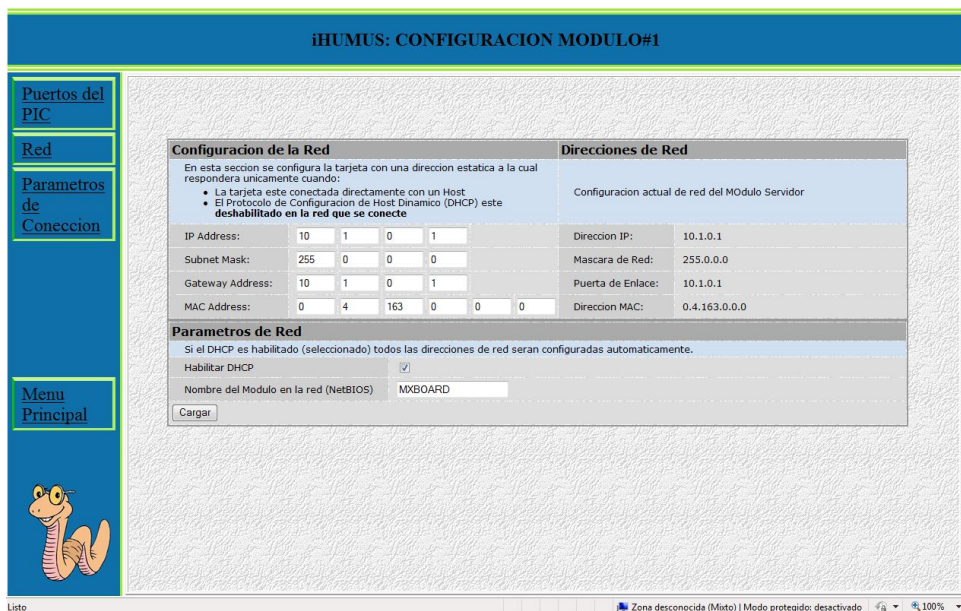 iHUMUS: CONFIGURACION MODULO#1
Puertos del
PIC
Red
Parametros
de
Coneccion
Menu
Principal
Configuracion de la Red
En esta seccion se configura la tarjeta con una direccion estatica a la cual
respondera unicamente cuando:
• La tarjeta este conectada directamente con un Host
• El Protocolo de Configuracion de Host Dinamico (DHCP) este
deshabilitado en la red que se conecte
IP Address: 10 1 0 1
Subnet Mask: 255 0 0 0
Gateway Address: 10 1 0 1
MAC Address: 0 4 163 0 0 0
Direcciones de Red
Configuracion actual de red del MOdulo Servidor
Direccion IP: 10.1.0.1
Mascara de Red: 255.0.0.0
Puerta de Enlace: 10.1.0.1
Direccion MAC: 0.4.163.0.0.0
Parametros de Red
Si el DHCP es habilitado (seleccionado) todos las direcciones de red seran configuradas automaticamente.
Habilitar DHCP
Nombre del Modulo en la red (NetBIOS) MXBOARD
Cargar
Listo
Zona desconocida (Mixto) | Modo protegido: desactivado
100%